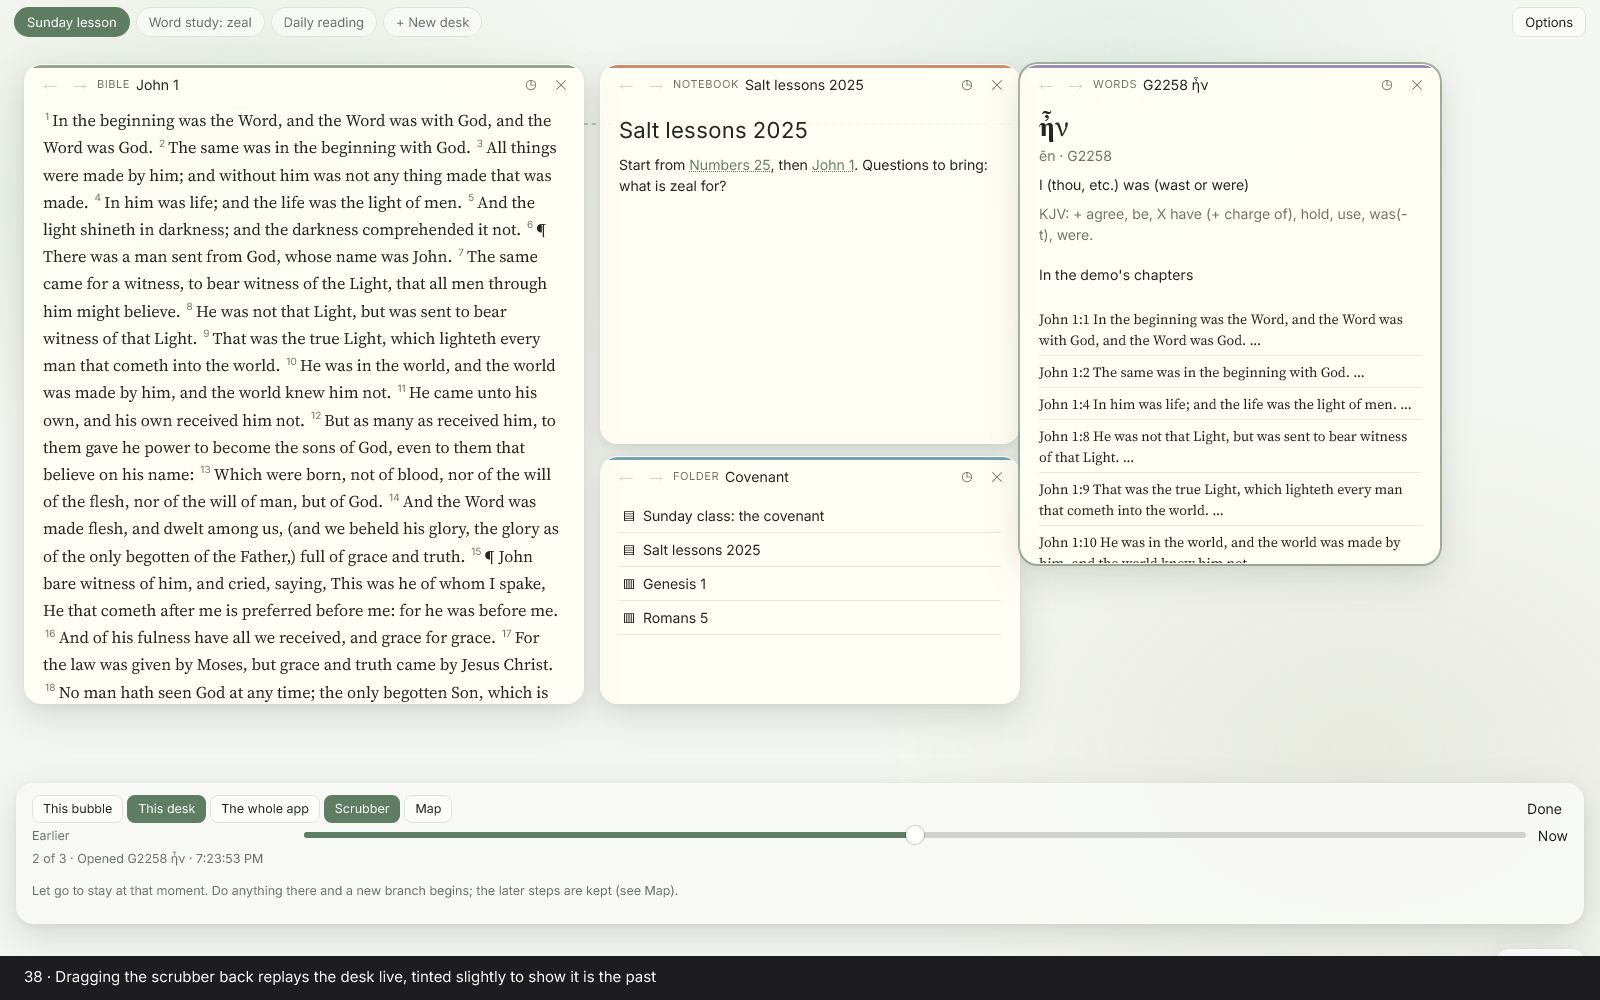 Sunday lesson
Word study: zeal
Daily reading
+ New desk
Options
← → BIBLE John 1
1 In the beginning was the Word, and the Word was with God, and the
Word was God. 2 The same was in the beginning with God. 3 All things
were made by him; and without him was not any thing made that was
made. 4 In him was life; and the life was the light of men. 5 And the
light shineth in darkness; and the darkness comprehended it not. 6 ¶
There was a man sent from God, whose name was John. 7 The same
came for a witness, to bear witness of the Light, that all men through
him might believe. 8 He was not that Light, but was sent to bear
witness of that Light. 9 That was the true Light, which lighteth every
man that cometh into the world. 10 He was in the world, and the world
was made by him, and the world knew him not. 11 He came unto his
own, and his own received him not. 12 But as many as received him, to
them gave he power to become the sons of God, even to them that
believe on his name: 13 Which were born, not of blood, nor of the will
of the flesh, nor of the will of man, but of God. 14 And the Word was
made flesh, and dwelt among us, (and we beheld his glory, the glory as
of the only begotten of the Father,) full of grace and truth. 15 ¶ John
bare witness of him, and cried, saying, This was he of whom I spake,
He that cometh after me is preferred before me: for he was before me.
16 And of his fulness have all we received, and grace for grace. 17 For
the law was given by Moses, but grace and truth came by Jesus Christ.
18 No man hath seen God at any time; the only begotten Son, which is
← → NOTEBOOK Salt lessons 2025
Salt lessons 2025
Start from Numbers 25, then John 1. Questions to bring:
what is zeal for?
← → FOLDER Covenant
Sunday class: the covenant
Salt lessons 2025
Genesis 1
Romans 5
← → WORDS G2258 ἦν
ἦν
ēn · G2258
I (thou, etc.) was (wast or were)
KJV: + agree, be, X have (+ charge of), hold, use, was(-
t), were.
In the demo's chapters
John 1:1 In the beginning was the Word, and the Word was
with God, and the Word was God. ...
John 1:2 The same was in the beginning with God. ...
John 1:4 In him was life; and the life was the light of men. ...
John 1:8 He was not that Light, but was sent to bear witness
of that Light. ...
John 1:9 That was the true Light, which lighteth every man
that cometh into the world. ...
John 1:10 He was in the world, and the world was made by
him, and the world knew him not.
This bubble
This desk
The whole app
Scrubber
Map
Done
Earlier
Now
2 of 3 · Opened G2258 ἦν · 7:23:53 PM
Let go to stay at that moment. Do anything there and a new branch begins; the later steps are kept (see Map).
38 · Dragging the scrubber back replays the desk live, tinted slightly to show it is the past